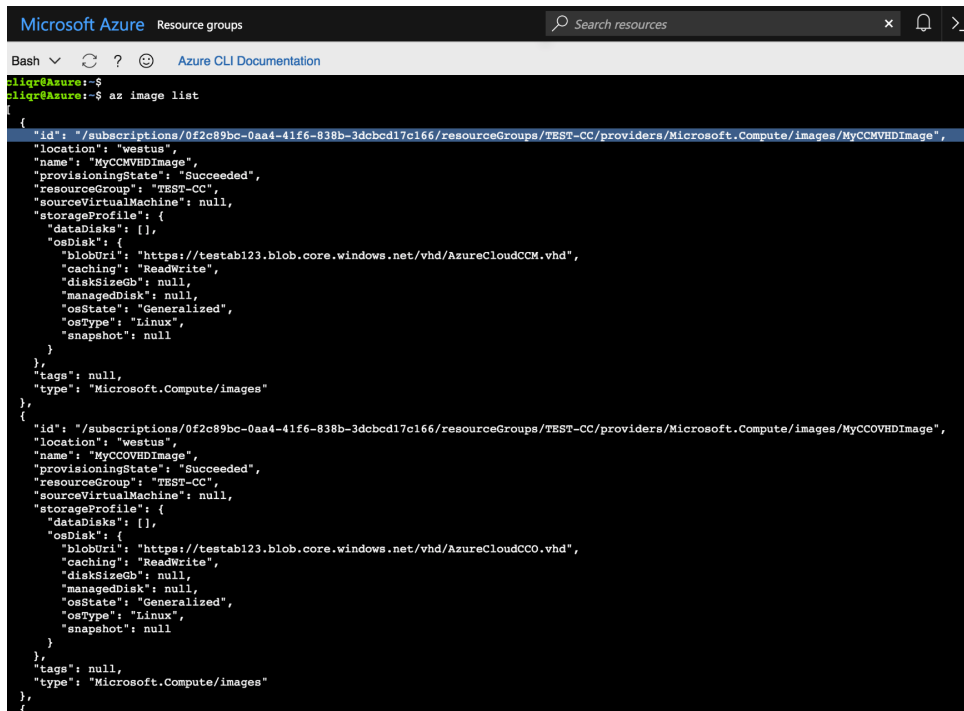 Microsoft Azure Resource groups Search resources
Bash ? Azure CLI Documentation
cliqr@Azure:~$
cliqr@Azure:~$ az image list
[
{
"id": "/subscriptions/0f2c89bc-0aa4-41f6-838b-3dcbcd17c166/resourceGroups/TEST-CC/providers/Microsoft.Compute/images/MyCCMVHDImage",
"location": "westus",
"name": "MyCCMVHDImage",
"provisioningState": "Succeeded",
"resourceGroup": "TEST-CC",
"sourceVirtualMachine": null,
"storageProfile": {
"dataDisks": [],
"osDisk": {
"blobUri": "https://testab123.blob.core.windows.net/vhd/AzureCloudCCM.vhd",
"caching": "ReadWrite",
"diskSizeGb": null,
"managedDisk": null,
"osState": "Generalized",
"osType": "Linux",
"snapshot": null
}
},
"tags": null,
"type": "Microsoft.Compute/images"
},
{
"id": "/subscriptions/0f2c89bc-0aa4-41f6-838b-3dcbcd17c166/resourceGroups/TEST-CC/providers/Microsoft.Compute/images/MyCCOVHDImage",
"location": "westus",
"name": "MyCCOVHDImage",
"provisioningState": "Succeeded",
"resourceGroup": "TEST-CC",
"sourceVirtualMachine": null,
"storageProfile": {
"dataDisks": [],
"osDisk": {
"blobUri": "https://testab123.blob.core.windows.net/vhd/AzureCloudCCO.vhd",
"caching": "ReadWrite",
"diskSizeGb": null,
"managedDisk": null,
"osState": "Generalized",
"osType": "Linux",
"snapshot": null
}
},
"tags": null,
"type": "Microsoft.Compute/images"
},
{